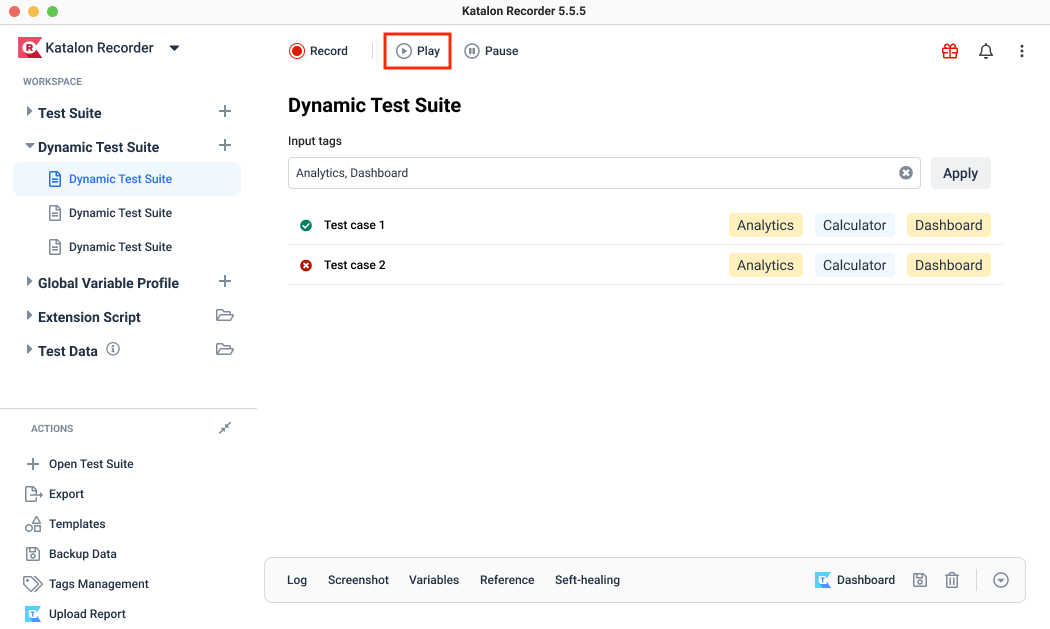 Katalon Recorder 5.5.5
Katalon Recorder
Record
Play
Pause
WORKSPACE
Test Suite
Dynamic Test Suite
Dynamic Test Suite
Dynamic Test Suite
Dynamic Test Suite
Global Variable Profile
Extension Script
Test Data
Dynamic Test Suite
Input tags
Analytics, Dashboard
Apply
Test case 1 Analytics Calculator Dashboard
Test case 2 Analytics Calculator Dashboard
ACTIONS
Open Test Suite
Export
Templates
Backup Data
Tags Management
Upload Report
Log Screenshot Variables Reference Seft-healing Dashboard